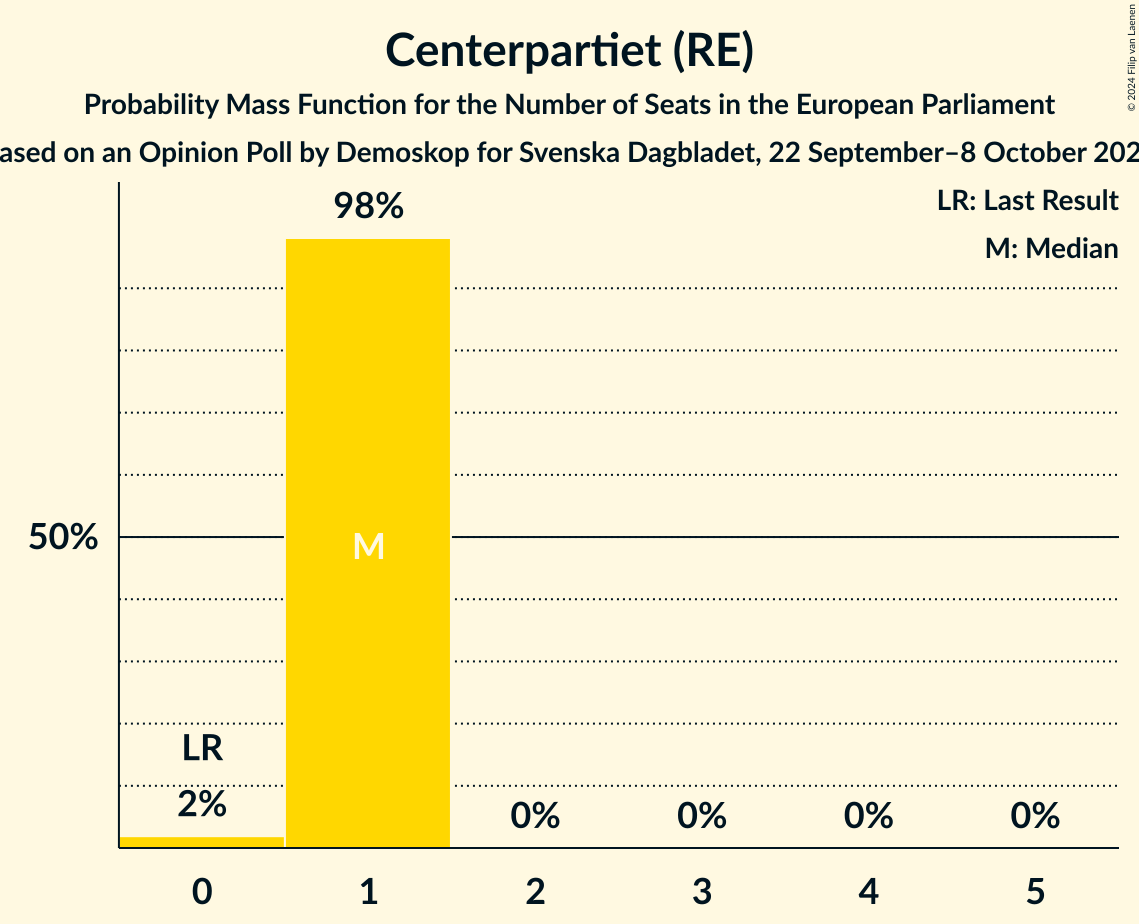 Centerpartiet (RE)
Probability Mass Function for the Number of Seats in the European Parliament
ased on an Opinion Poll by Demoskop for Svenska Dagbladet, 22 September–8 October 202
© 2024 Filip van Laenen
LR: Last Result
M: Median
98%
50%
M
LR
2%
0%
0%
0%
0%
0
1
2
3
4
5